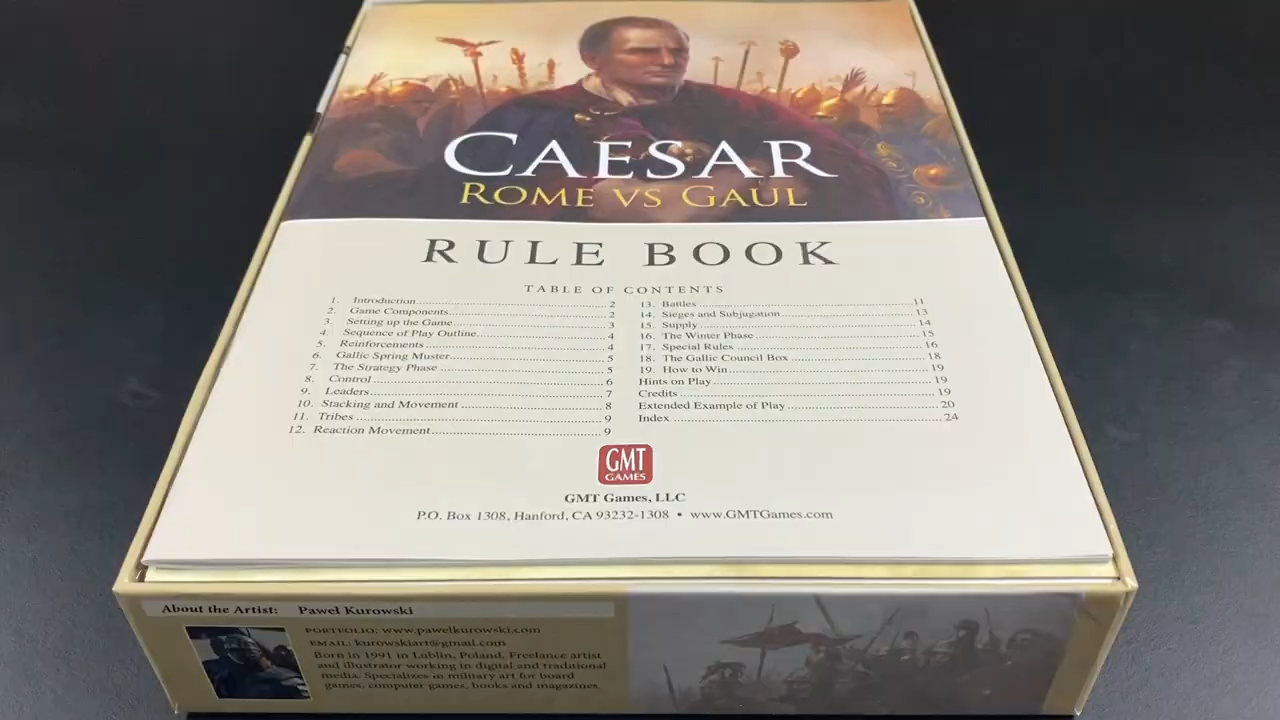 CAESAR
ROME VS GAUL
RULE BOOK
TABLE OF CONTENTS
1. Introduction 2
2. Game Components 2
3. Setting up the Game 3
4. Sequence of Play Outline 4
5. Reinforcements 4
6. Gallic Spring Muster 5
7. The Strategy Phase 5
8. Control 6
9. Leaders 7
10. Stacking and Movement 8
11. Tribes 9
12. Reaction Movement 9
13. Battles 11
14. Sieges and Subjugation 13
15. Supply 14
16. The Winter Phase 15
17. Special Rules 16
18. The Gallic Council Box 18
19. How to Win 19
Hints on Play 19
Credits 19
Extended Example of Play 20
Index 24
GMT
GAMES
GMT Games, LLC
P.O. Box 1308, Hanford, CA 93232-1308 • www.GMTGames.com
About the Artist: Paweł Kurowski
PORTFOLIO: www.pawelkurowski.com
EMAIL: kurowskiart@gmail.com
Born in 1991 in Lublin, Poland. Freelance artist
and illustrator working in digital and traditional
media. Specializes in military art for board
games, computer games, books and magazines.